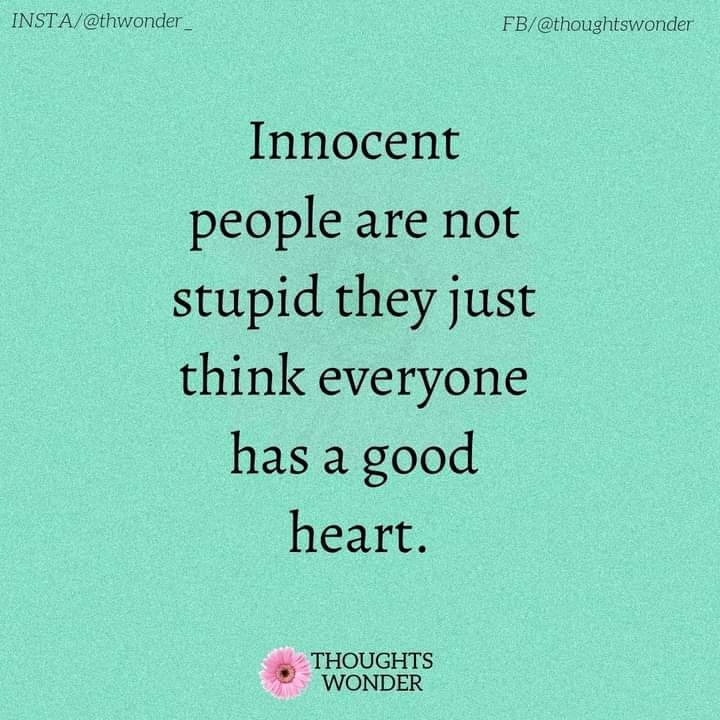 INSTA/@thwonder_
FB/@thoughtswonder
Innocent
people are not
stupid they just
think everyone
has a good
heart.
THOUGHTS
WONDER